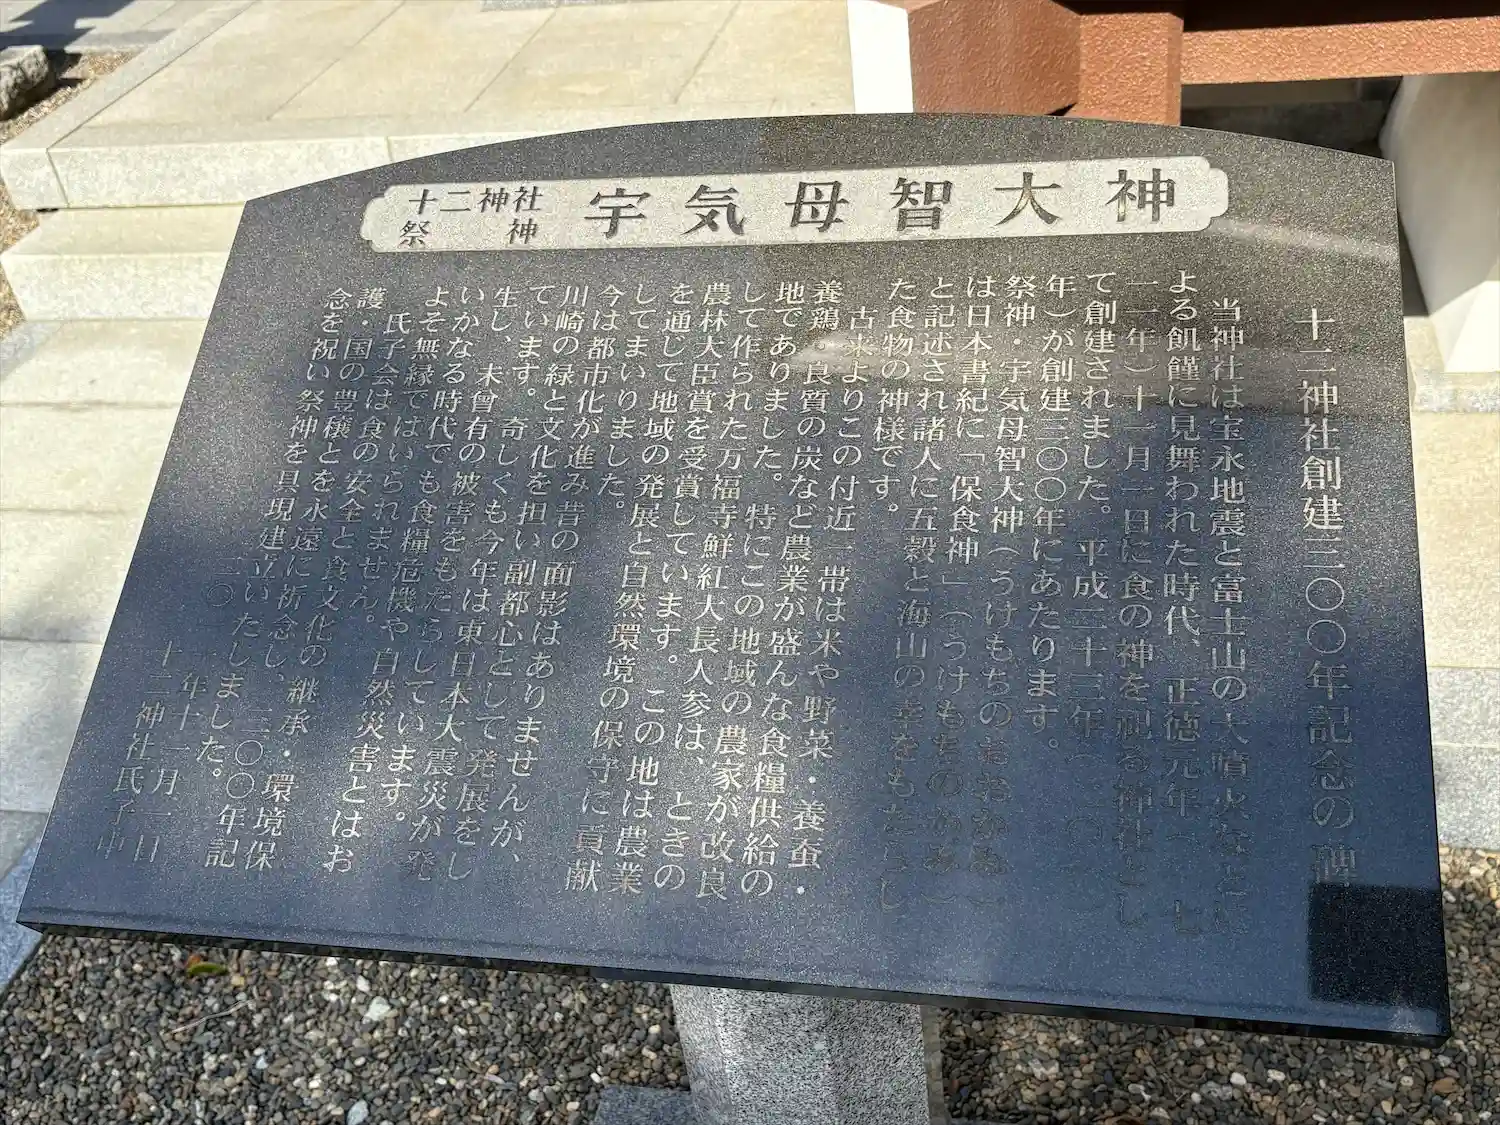 十二神社
祭神
宇気母智大神
十二神社創建三〇〇年記念の碑
当神社は宝永地震と富士山の大噴火などに
よる飢饉に見舞われた時代、正徳元年(一七
一一年)十一月一日に食の神を祀る神社とし
て創建されました。平成二十三年(二〇一一
年)が創建三〇〇年にあたります。
祭神・宇気母智大神(うけもちのおおかみ)
は日本書紀に「保食神」(うけもちのかみ)
と記述され諸人に五穀と海山の幸をもたらし
た食物の神様です。
古来よりこの付近一帯は米や野菜・養蚕・
養鶏・良質の炭など農業が盛んな食糧供給の
地でありました。特にこの地域の農家が改良
して作られた万福寺鮮紅大長人参は、ときの
農林大臣賞を受賞しています。この地は農業
を通じて地域の発展と自然環境の保守に貢献
してまいりました。
今は都市化が進み昔の面影はありませんが、
川崎の緑と文化を担い副都心として発展をし
ています。奇しくも今年は東日本大震災が発
生し、未曾有の被害をもたらしています。
いかなる時代でも食糧危機や自然災害とはお
よそ無縁ではいられません。
氏子会は食の安全と食文化の継承・環境保
護・国の豊穣とを永遠に祈念し、三〇〇年記
念を祝い祭神を具現建立いたしました。
二〇一一年十一月一日
十二神社氏子中